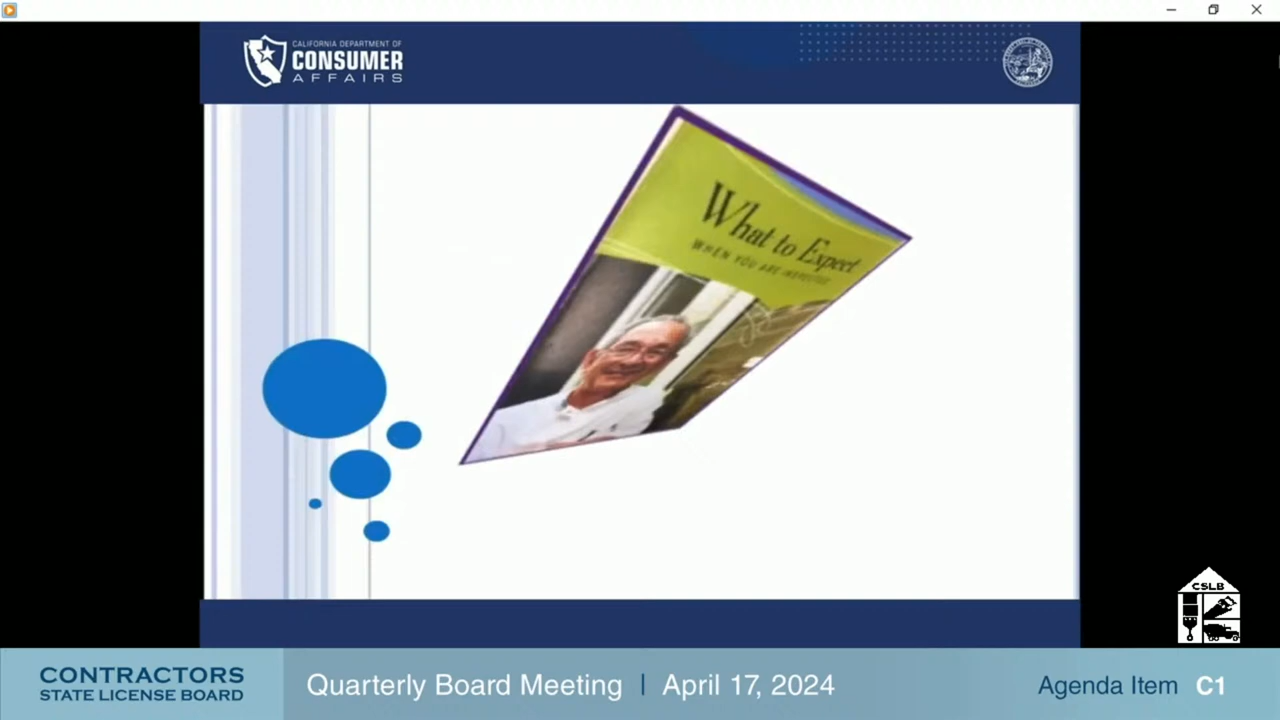 CALIFORNIA DEPARTMENT OF
CONSUMER
AFFAIRS
What to Expect
WHEN YOU ARE INSPECTED
CSLB
CONTRACTORS
STATE LICENSE BOARD
Quarterly Board Meeting | April 17, 2024
Agenda Item C1